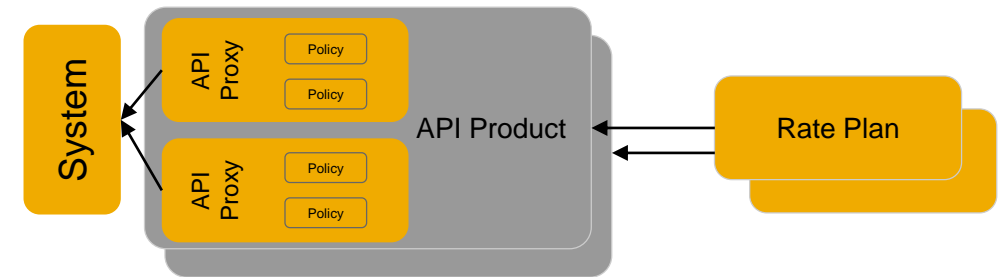 System
API
Proxy
Policy
Policy
API
Proxy
Policy
Policy
API Product
Rate Plan